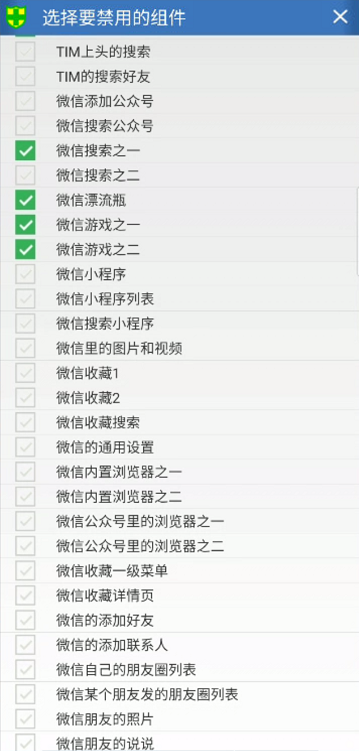 选择要禁用的组件
TIM上头的搜索
TIM的搜索好友
微信添加公众号
微信搜索公众号
微信搜索之一
微信搜索之二
微信漂流瓶
微信游戏之一
微信游戏之二
微信小程序
微信小程序列表
微信搜索小程序
微信里的图片和视频
微信收藏1
微信收藏2
微信收藏搜索
微信的通用设置
微信内置浏览器之一
微信内置浏览器之二
微信公众号里的浏览器之一
微信公众号里的浏览器之二
微信收藏一级菜单
微信收藏详情页
微信的添加好友
微信的添加联系人
微信自己的朋友圈列表
微信某个朋友发的朋友圈列表
微信朋友的照片
微信朋友的说说